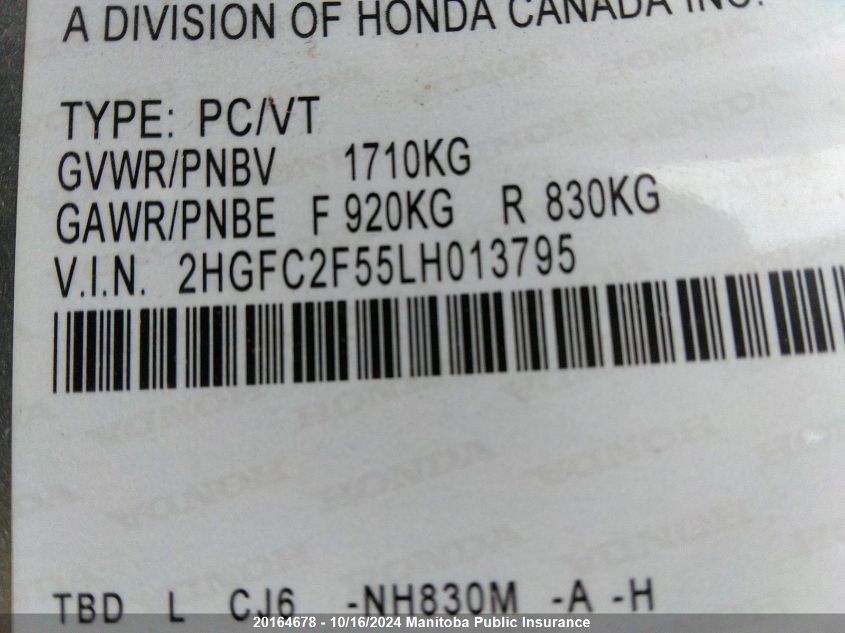 A DIVISION OF HONDA CANADA INC.
TYPE: PC/VT
GVWR/PNBV 1710KG
GAWR/PNBE F 920KG R 830KG
V.I.N. 2HGFC2F55LH013795
TBD L CJ6 -NH830M -A -H
20164678 - 10/16/2024 Manitoba Public Insurance